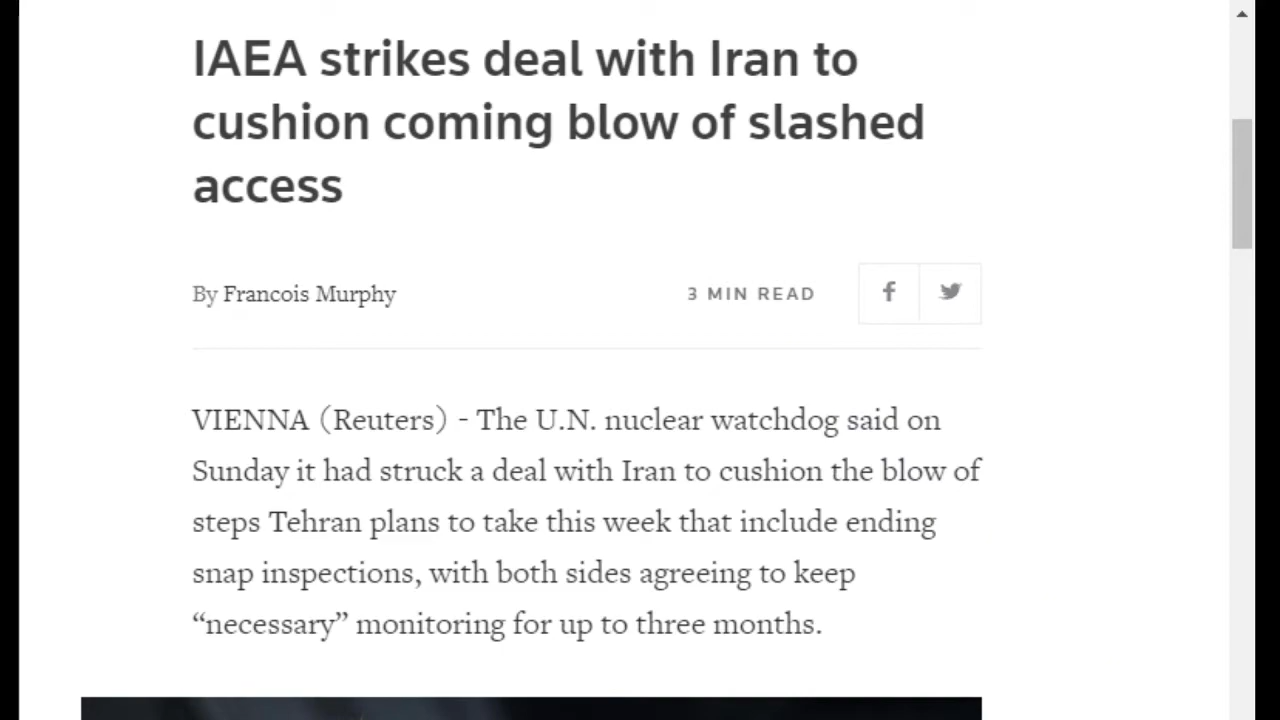 IAEA strikes deal with Iran to
cushion coming blow of slashed
access
By Francois Murphy
3 MIN READ
VIENNA (Reuters) - The U.N. nuclear watchdog said on
Sunday it had struck a deal with Iran to cushion the blow of
steps Tehran plans to take this week that include ending
snap inspections, with both sides agreeing to keep
“necessary” monitoring for up to three months.